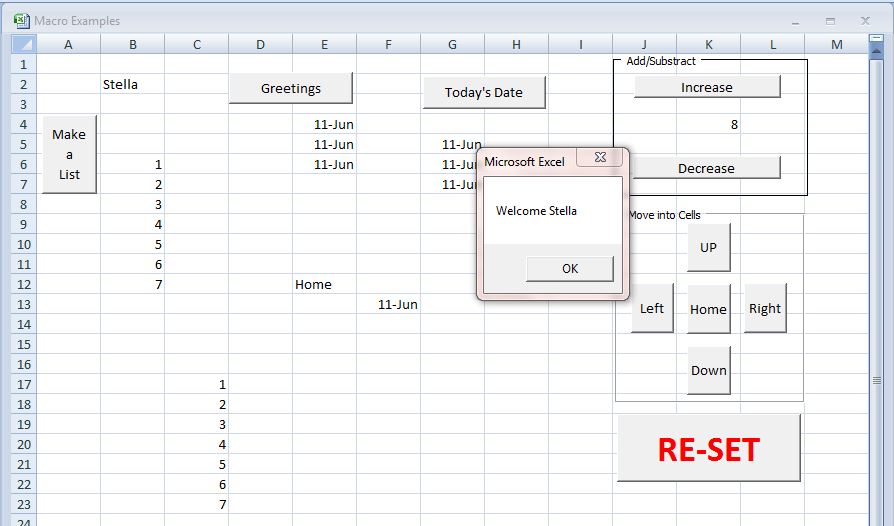 Macro Examples
A B C D E F G H I J K L M
1 Add/Substract
2 Stella Greetings Today's Date Increase
3
4 11-Jun 8
Make
a
List
5 11-Jun 11-Jun
6 1 11-Jun 11-Jun Decrease
7 2 11-Jun
Microsoft Excel
Welcome Stella
OK
8 3
9 4 Move into Cells
10 5 UP
11 6
12 7 Home
13 11-Jun Left Home Right
14
15
16 Down
17 1
18 2
19 3
20 4 RE-SET
21 5
22 6
23 7
24